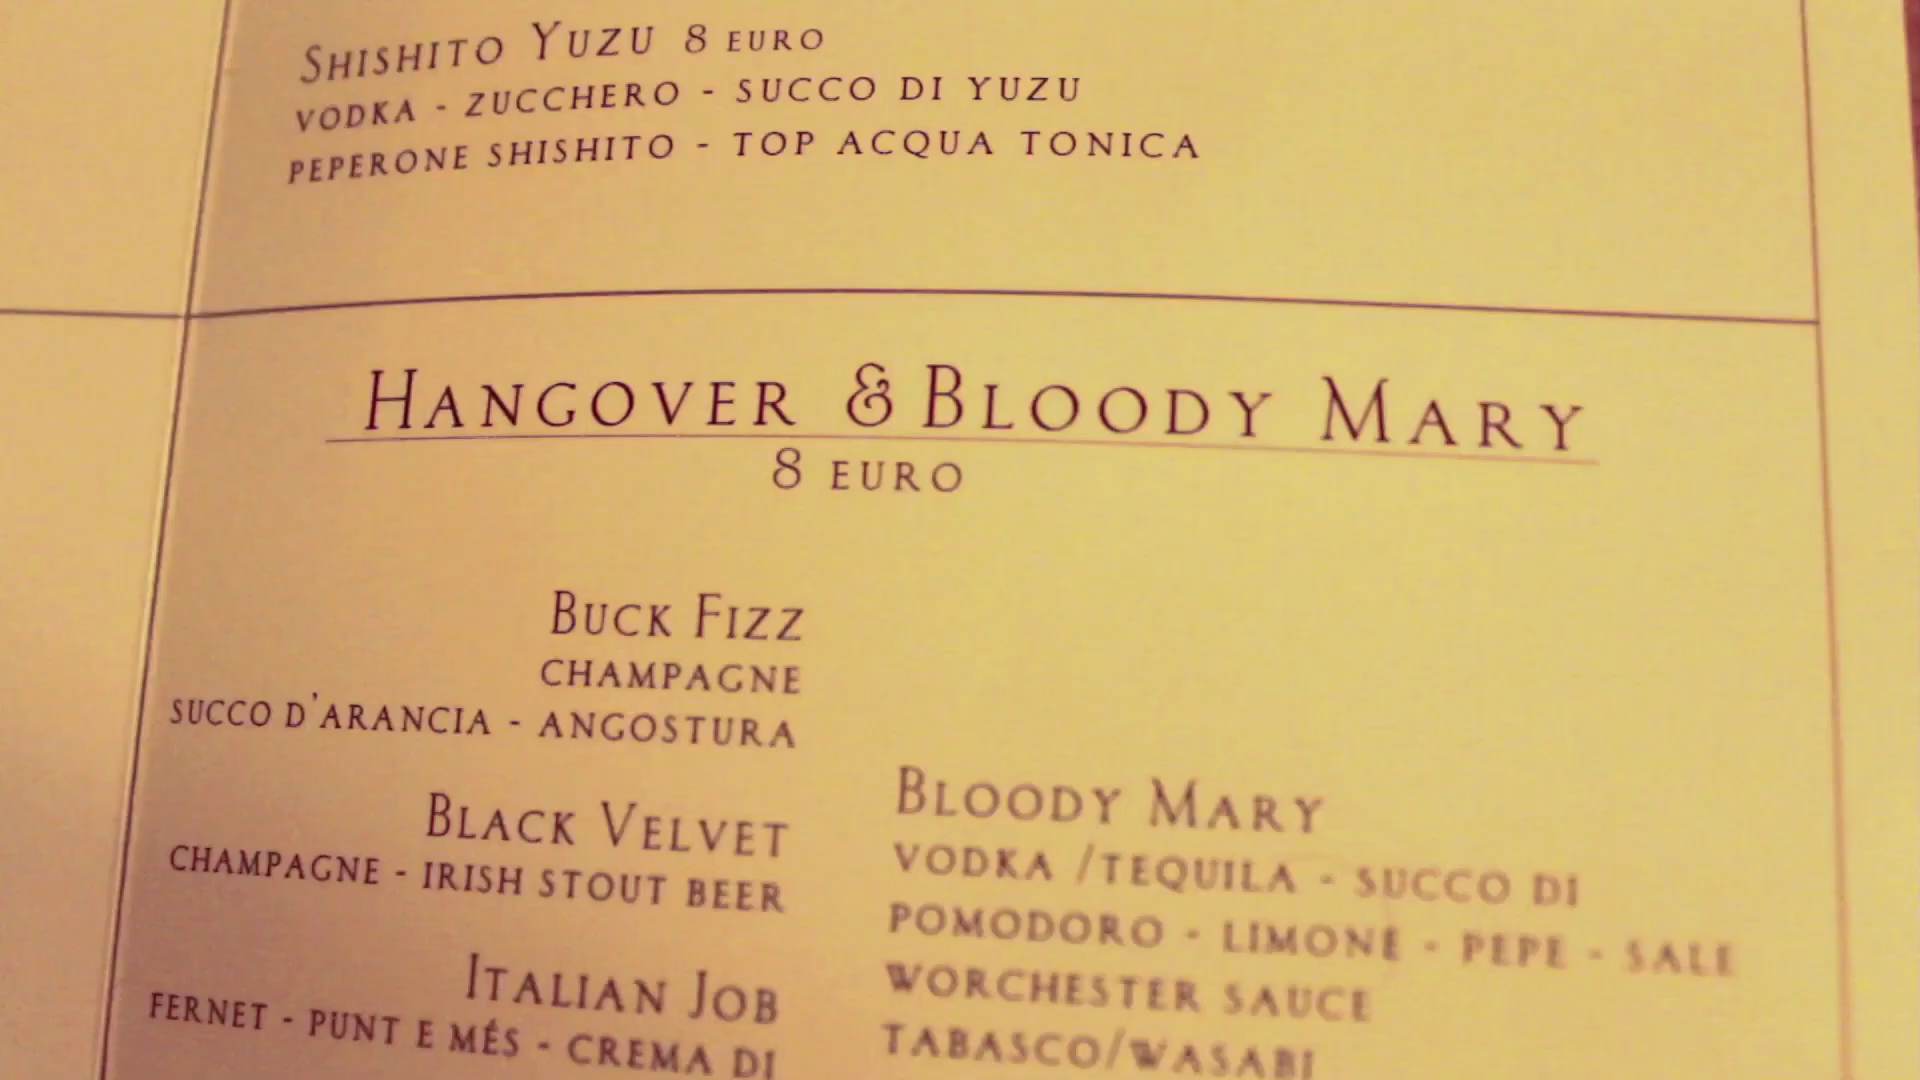 SHISHITO YUZU 8 EURO
VODKA - ZUCCHERO - SUCCO DI YUZU
PEPERONE SHISHITO - TOP ACQUA TONICA
HANGOVER & BLOODY MARY
8 EURO
BUCK FIZZ
CHAMPAGNE
SUCCO D'ARANCIA - ANGOSTURA
BLACK VELVET
CHAMPAGNE - IRISH STOUT BEER
ITALIAN JOB
FERNET - PUNT E MÉS - CREMA DI
BLOODY MARY
VODKA /TEQUILA - SUCCO DI
POMODORO - LIMONE - PEPE - SALE
WORCHESTER SAUCE
TABASCO/WASABI